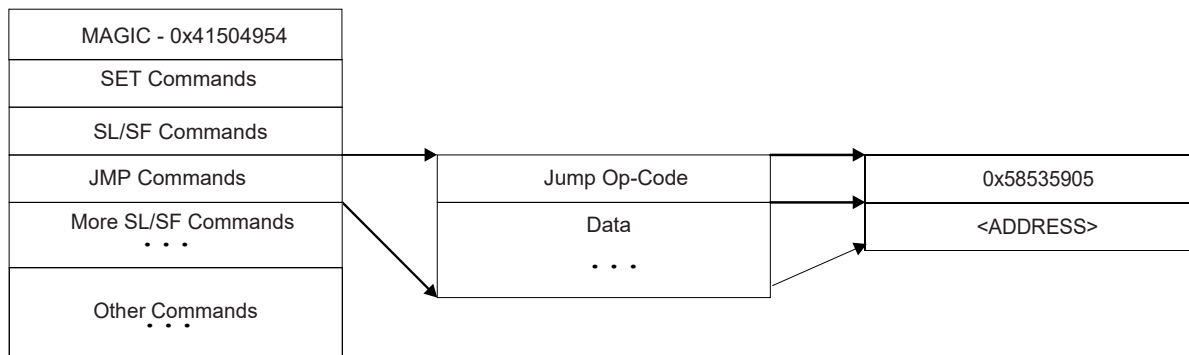 MAGIC - 0x41504954
SET Commands
SL/SF Commands
JMP Commands
More SL/SF Commands
. . .
Other Commands
. . .
Jump Op-Code
Data
. . .
0x58535905
<ADDRESS>